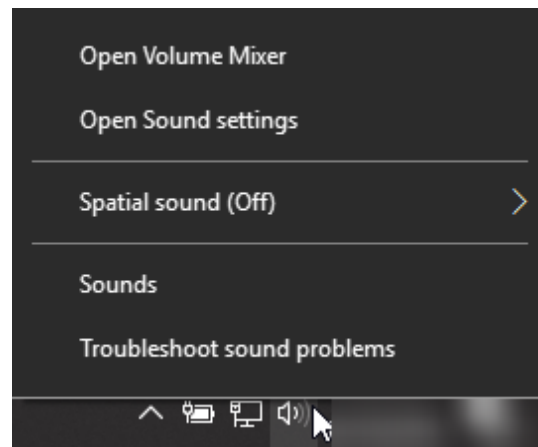 Open Volume Mixer
Open Sound settings
Spatial sound (Off)
Sounds
Troubleshoot sound problems